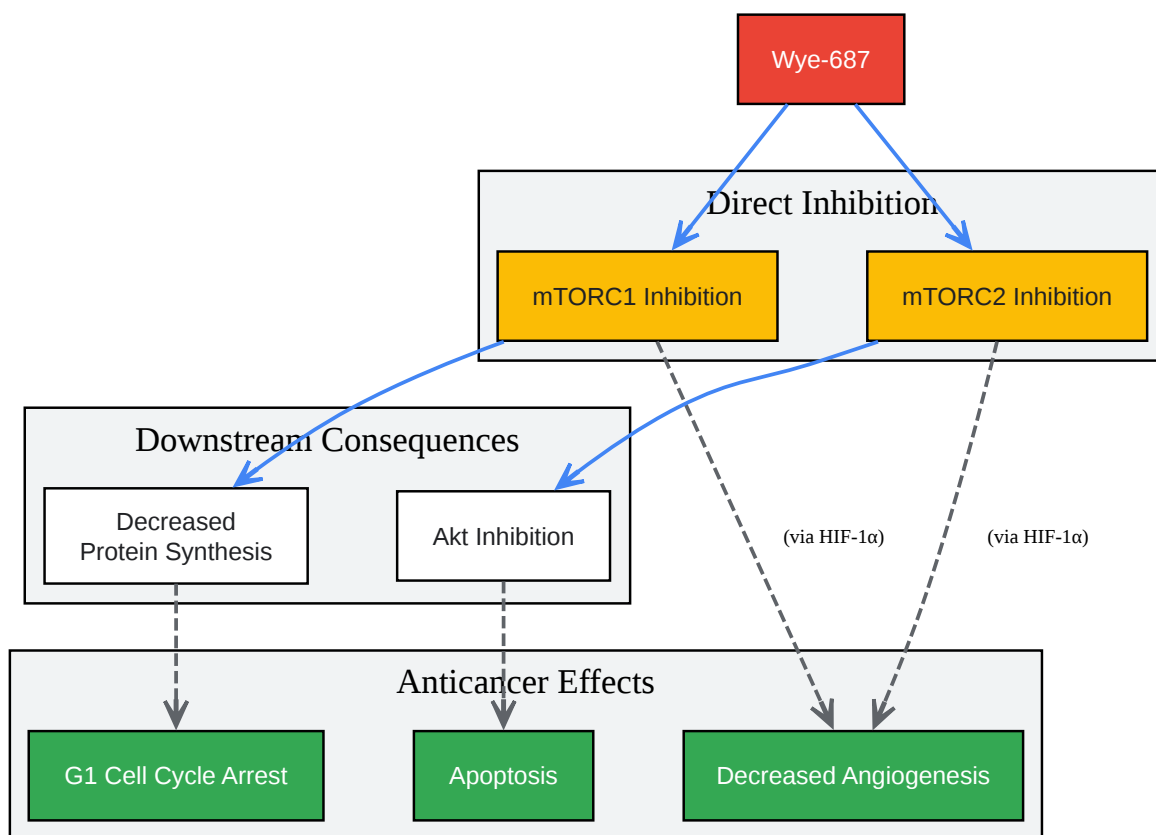 Wye-687
Direct Inhibition
mTORC1 Inhibition
mTORC2 Inhibition
Downstream Consequences
Decreased
Protein Synthesis
Akt Inhibition
(via HIF-1α)
(via HIF-1α)
Anticancer Effects
G1 Cell Cycle Arrest
Apoptosis
Decreased Angiogenesis